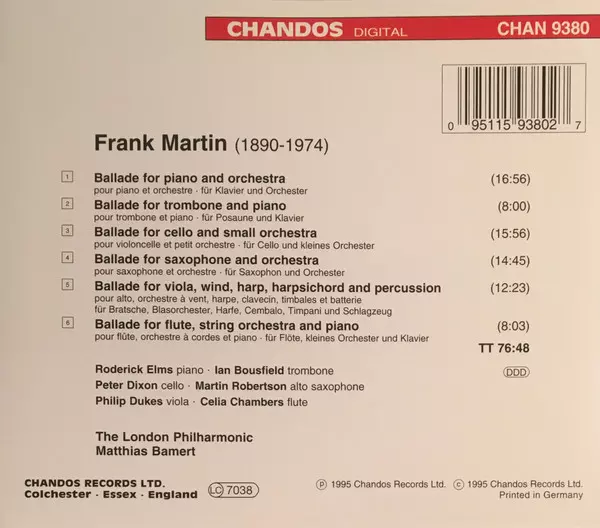 CHANDOS DIGITAL CHAN 9380
0 95115 93802 7
Frank Martin (1890-1974)
1 Ballade for piano and orchestra (16:56)
pour piano et orchestre · für Klavier und Orchester
2 Ballade for trombone and piano (8:00)
pour trombone et piano · für Posaune und Klavier
3 Ballade for cello and small orchestra (15:56)
pour violoncelle et petit orchestre · für Cello und kleines Orchester
4 Ballade for saxophone and orchestra (14:45)
pour saxophone et orchestre · für Saxophon und Orchester
5 Ballade for viola, wind, harp, harpsichord and percussion (12:23)
pour alto, orchestre à vent, harpe, clavecin, timbales et batterie
für Bratsche, Blasorchester, Harfe, Cembalo, Timpani und Schlagzeug
6 Ballade for flute, string orchestra and piano (8:03)
pour flûte, orchestre à cordes et piano · für Flöte, kleines Orchester und Klavier
TT 76:48
Roderick Elms piano · Ian Bousfield trombone DDD
Peter Dixon cello · Martin Robertson alto saxophone
Philip Dukes viola · Celia Chambers flute
The London Philharmonic
Matthias Bamert
CHANDOS RECORDS LTD. LC 7038 ℗ 1995 Chandos Records Ltd. © 1995 Chandos Records Ltd.
Colchester · Essex · England Printed in Germany